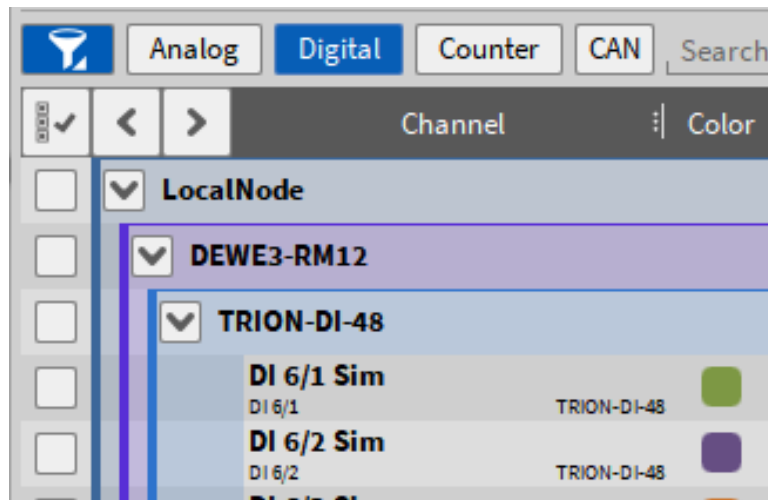 Analog Digital Counter CAN Search
Channel Color
LocalNode
DEWE3-RM12
TRION-DI-48
DI 6/1 Sim
DI 6/1 TRION-DI-48
DI 6/2 Sim
DI 6/2 TRION-DI-48